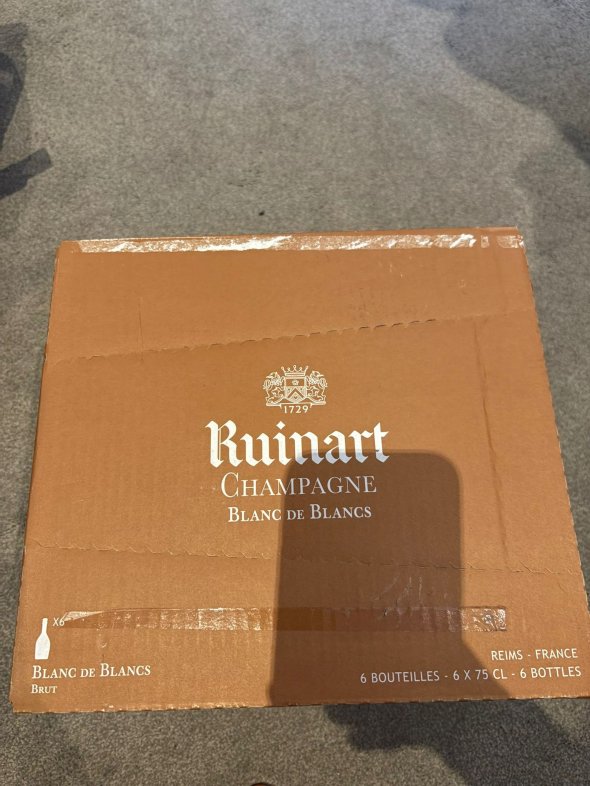 1729
Ruinart
CHAMPAGNE
BLANC DE BLANCS
X6
BLANC DE BLANCS
BRUT
REIMS - FRANCE
6 BOUTEILLES - 6 X 75 CL - 6 BOTTLES